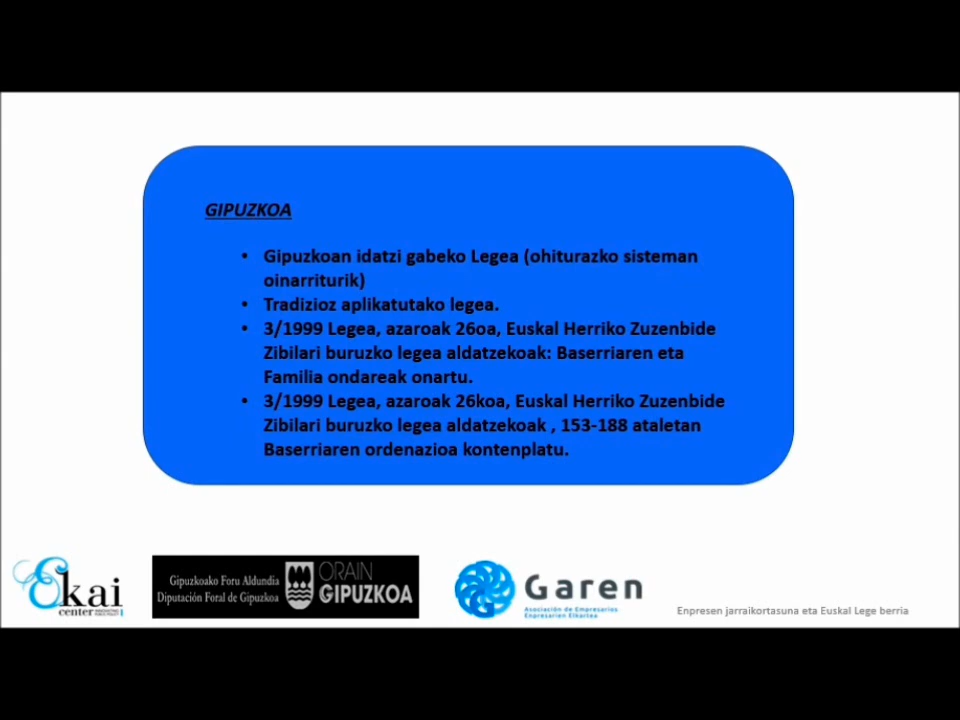 GIPUZKOA
• Gipuzkoan idatzi gabeko Legea (ohiturazko sisteman
oinarriturik)
• Tradizioz aplikatutako legea.
• 3/1999 Legea, azaroak 26oa, Euskal Herriko Zuzenbide
Zibilari buruzko legea aldatzekoak: Baserriaren eta
Familia ondareak onartu.
• 3/1999 Legea, azaroak 26koa, Euskal Herriko Zuzenbide
Zibilari buruzko legea aldatzekoak , 153-188 ataletan
Baserriaren ordenazioa kontenplatu.
Ekai
center
Gipuzkoako Foru Aldundia
Diputación Foral de Gipuzkoa
ORAIN
GIPUZKOA
Garen
Asociación de Empresarios
Enpresarien Elkartea
Enpresen jarraikortasuna eta Euskal Lege berria